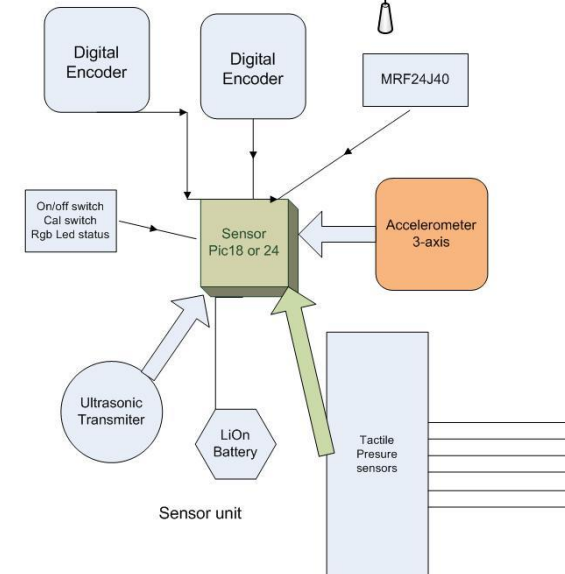 Digital
Encoder
Digital
Encoder
MRF24J40
On/off switch
Cal switch
Rgb Led status
Sensor
Pic18 or 24
Accelerometer
3-axis
Ultrasonic
Transmiter
LiOn
Battery
Tactile
Presure
sensors
Sensor unit